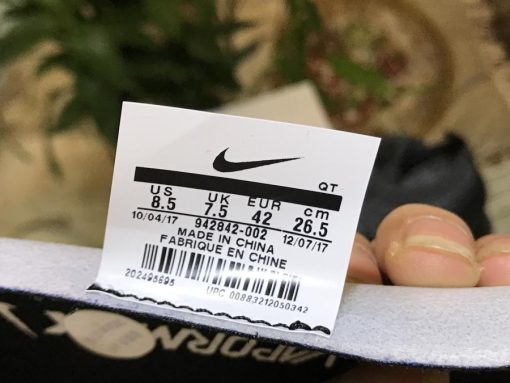 QT
US UK EUR cm
8.5 7.5 42 26.5
10/04/17 942842-002 12/07/17
MADE IN CHINA
FABRIQUE EN CHINE
202495695
UPC 00883212050342
VAPORM